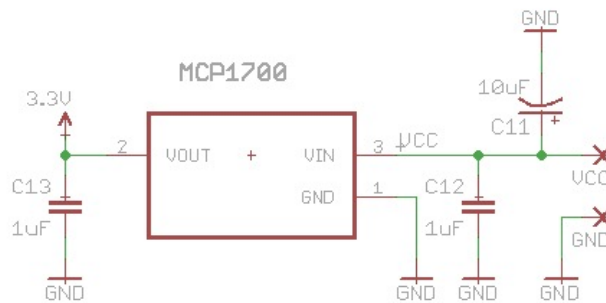 GND
MCP1700
10uF
3.3V
C11
2
VOUT
VIN
3
VCC
VCC
C13
GND
1
C12
1uF
1uF
GND
GND
GND
GND
GND